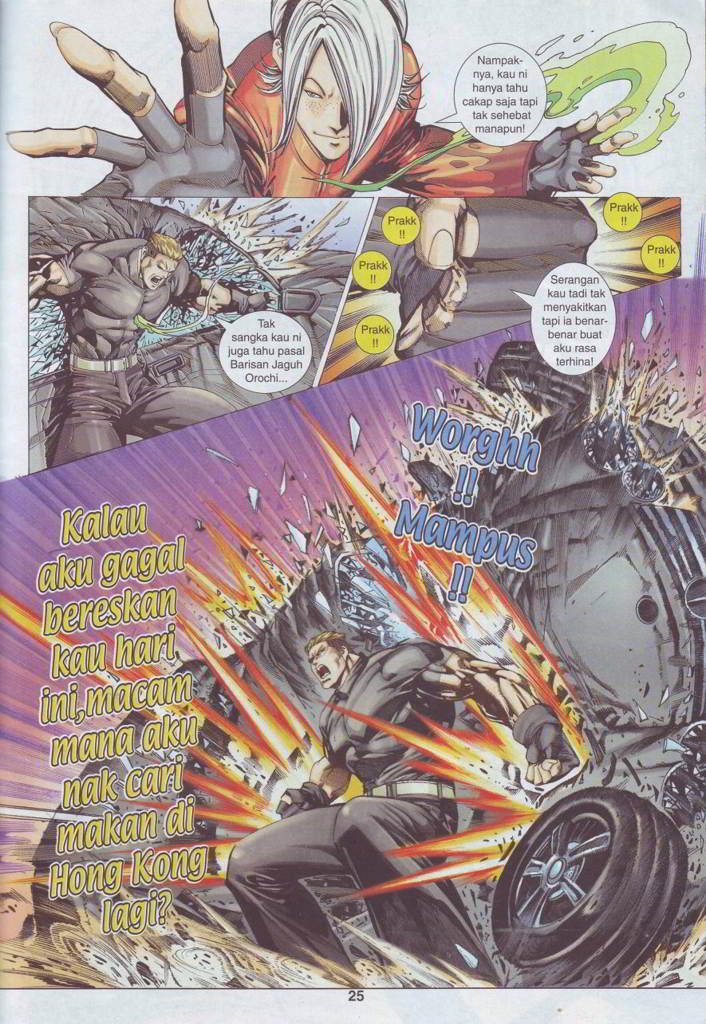 Nampak-
nya, kau ni
hanya tahu
cakap saja tapi
tak sehebat
manapun!
Tak
sangka kau ni
juga tahu pasal
Barisan Jaguh
Orochi...
Prakk
!!
Prakk
!!
Prakk
!!
Prakk
!!
Prakk
!!
Serangan
kau tadi tak
menyakitkan
tapi ia benar-
benar buat
aku rasa
terhina!
Worghh
!!
Mampus
!!
Kalau
aku gagal
bereskan
kau hari
ini,macam
mana aku
nak cari
makan di
Hong Kong
lagi?
25